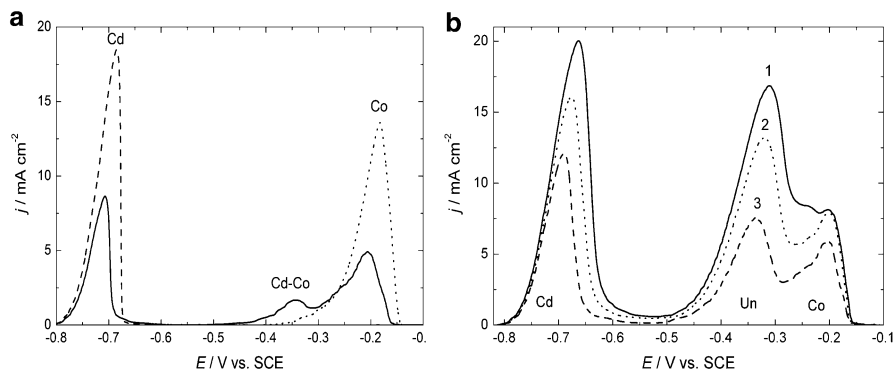 a
20
15
10
5
0
j / mA cm-2
Cd
Cd-Co
Co
-0.8 -0.7 -0.6 -0.5 -0.4 -0.3 -0.2 -0.
E / V vs. SCE
b
20
15
10
5
0
j / mA cm-2
1
2
3
Cd
Un
Co
-0.8 -0.7 -0.6 -0.5 -0.4 -0.3 -0.2 -0.1
E / V vs. SCE